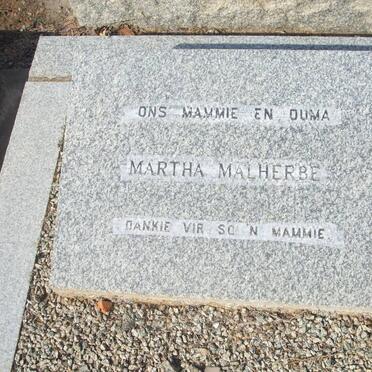 ONS MAMMIE EN OUMA
MARTHA MALHERBE
DANKIE VIR SO 'N MAMMIE.